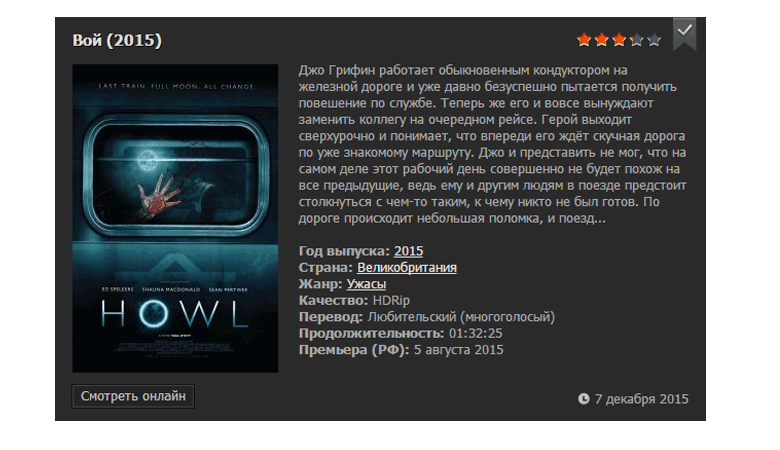 Вой (2015)
LAST TRAIN. FULL MOON. ALL CHANGE.
ED SPELEERS SHAUNA MACDONALD SEAN PERTWEE
HOWL
Джо Грифин работает обыкновенным кондуктором на
железной дороге и уже давно безуспешно пытается получить
повешение по службе. Теперь же его и вовсе вынуждают
заменить коллегу на очередном рейсе. Герой выходит
сверхурочно и понимает, что впереди его ждёт скучная дорога
по уже знакомому маршруту. Джо и представить не мог, что на
самом деле этот рабочий день совершенно не будет похож на
все предыдущие, ведь ему и другим людям в поезде предстоит
столкнуться с чем-то таким, к чему никто не был готов. По
дороге происходит небольшая поломка, и поезд...
Год выпуска: 2015
Страна: Великобритания
Жанр: Ужасы
Качество: HDRip
Перевод: Любительский (многоголосый)
Продолжительность: 01:32:25
Премьера (РФ): 5 августа 2015
Смотреть онлайн
7 декабря 2015